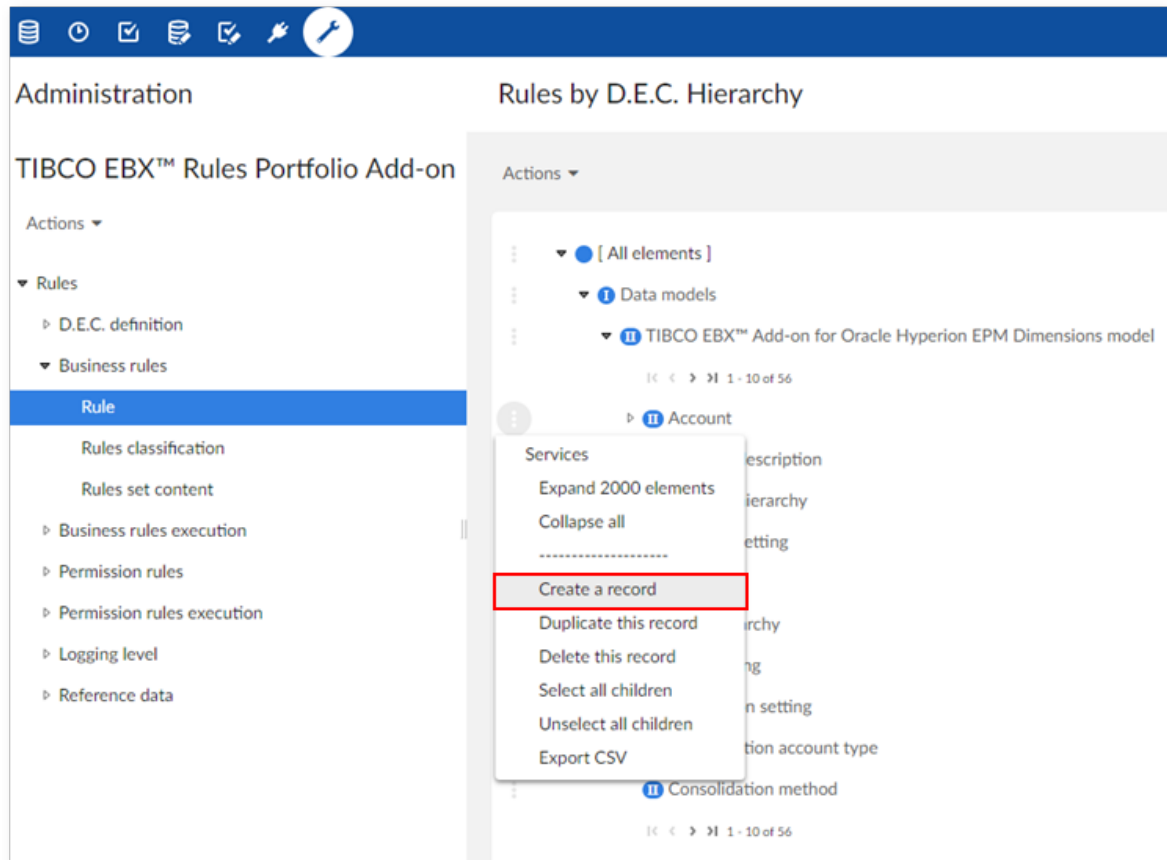 Administration
TIBCO EBX™ Rules Portfolio Add-on
Actions
Rules
D.E.C. definition
Business rules
Rule
Rules classification
Rules set content
Business rules execution
Permission rules
Permission rules execution
Logging level
Reference data
Rules by D.E.C. Hierarchy
Actions
[ All elements ]
I Data models
II TIBCO EBX™ Add-on for Oracle Hyperion EPM Dimensions model
1 - 10 of 56
II Account
Services
Expand 2000 elements
Collapse all
--------------------
Create a record
Duplicate this record
Delete this record
Select all children
Unselect all children
Export CSV
escription
ierarchy
etting
rchy
ng
n setting
tion account type
II Consolidation method
1 - 10 of 56